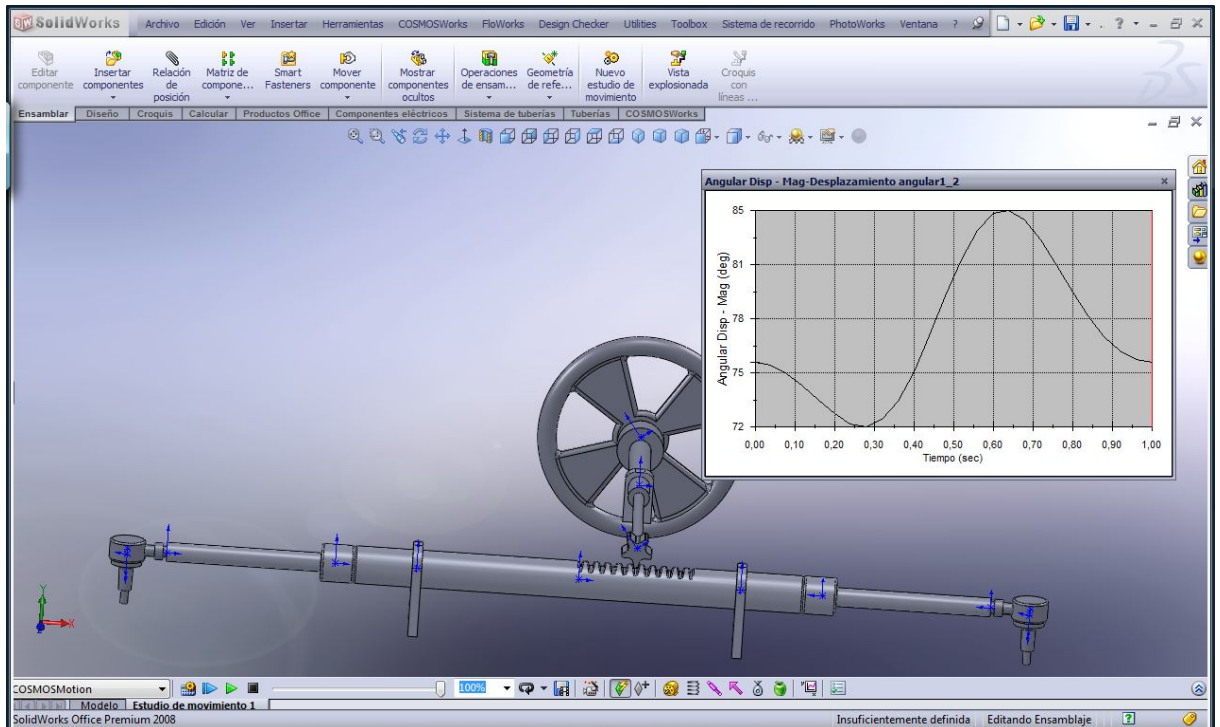 SolidWorks Archivo Edición Ver Insertar Herramientas COSMOSWorks FloWorks Design Checker Utilities Toolbox Sistema de recorrido PhotoWorks Ventana ?
Editar componente
Insertar componentes
Relación de posición
Matriz de compone...
Smart Fasteners
Mover componente
Mostrar componentes ocultos
Operaciones de ensam...
Geometría de refe...
Nuevo estudio de movimiento
Vista explosionada
Croquis con líneas ...
Ensamblar Diseño Croquis Calcular Productos Office Componentes eléctricos Sistema de tuberías Tuberías COSMOSWorks
Angular Disp - Mag-Desplazamiento angular1_2
Angular Disp - Mag (deg)
85
81
78
75
72
0,00 0,10 0,20 0,30 0,40 0,50 0,60 0,70 0,80 0,90 1,00
Tiempo (sec)
Y
X
COSMOSMotion 100%
Modelo Estudio de movimiento 1
SolidWorks Office Premium 2008 Insuficientemente definida Editando Ensamblaje ?